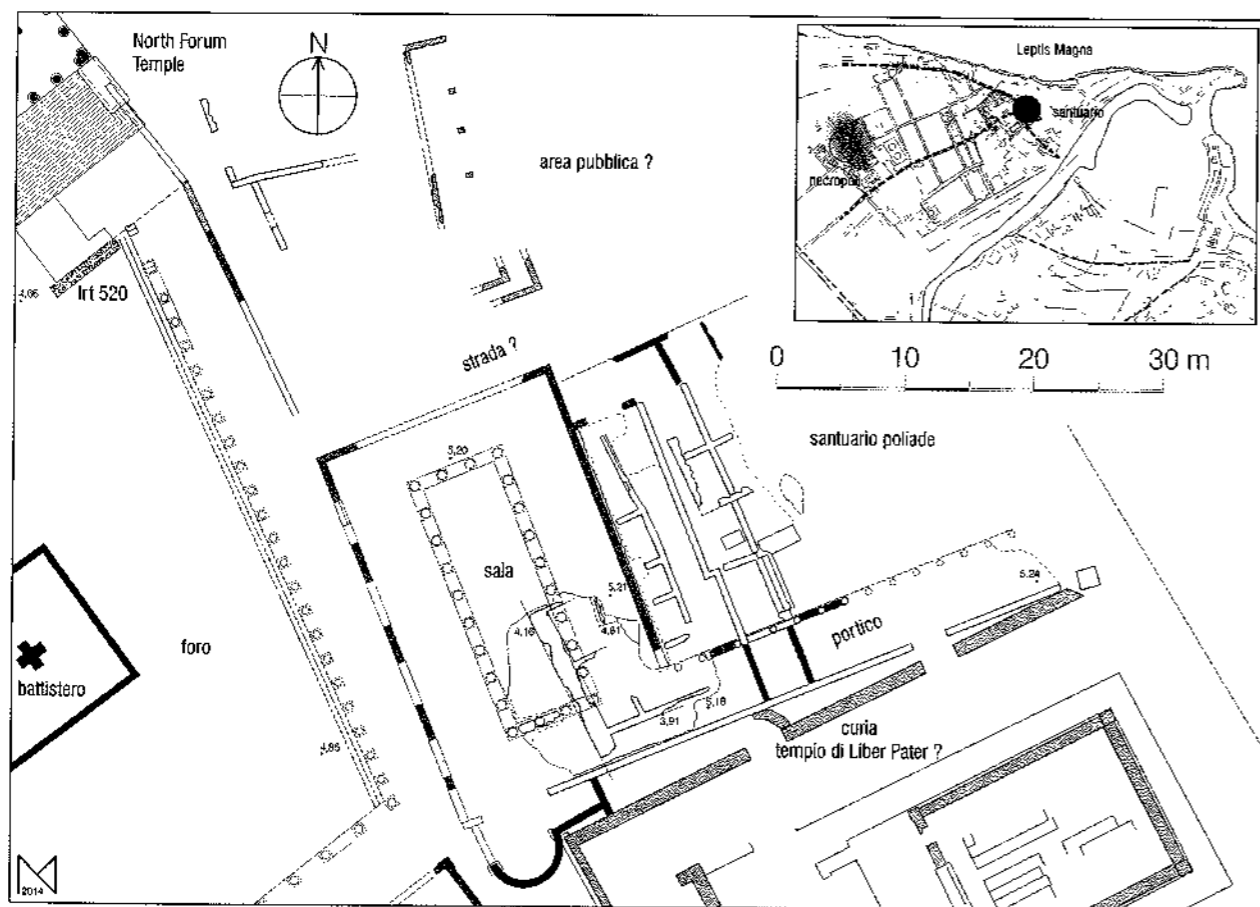 North Forum
Temple
N
area pubblica ?
Leptis Magna
santuario
necropoli
Irt 520
4,66
strada ?
0 10 20 30 m
santuario poliade
5,20
sala
5,21
4,16
4,61
portico
5,24
foro
battistero
4,86
3,91
5,16
curia
tempio di Liber Pater ?
2014